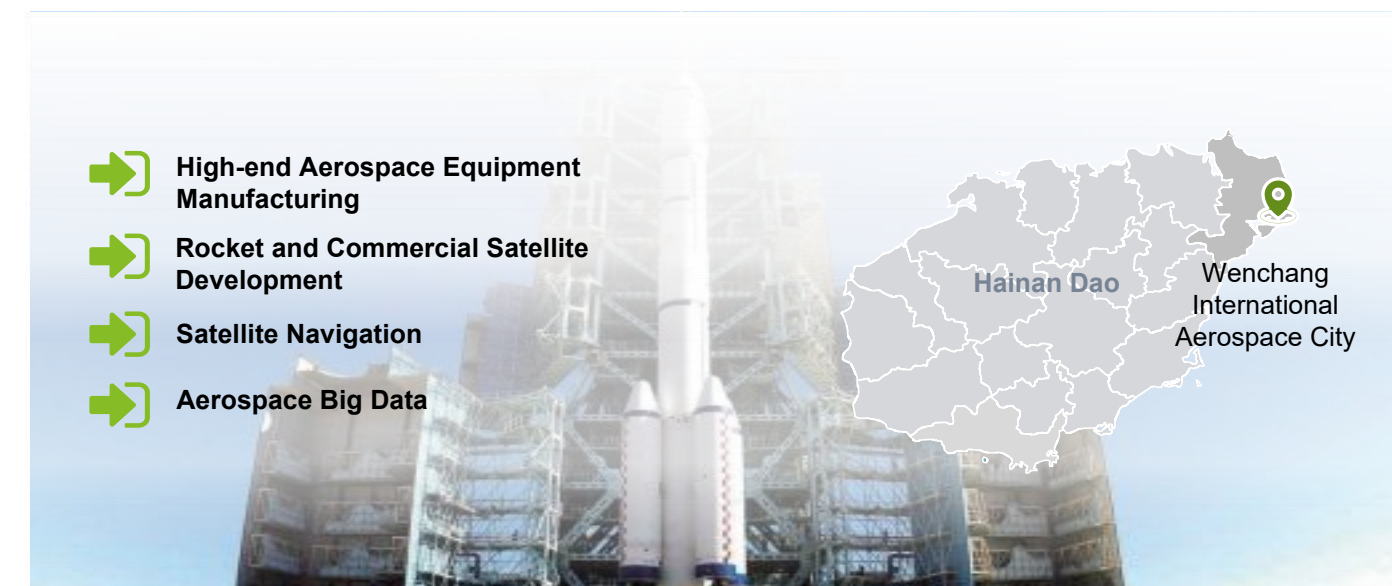 High-end Aerospace Equipment
Manufacturing
Rocket and Commercial Satellite
Development
Satellite Navigation
Aerospace Big Data
Hainan Dao
Wenchang
International
Aerospace City